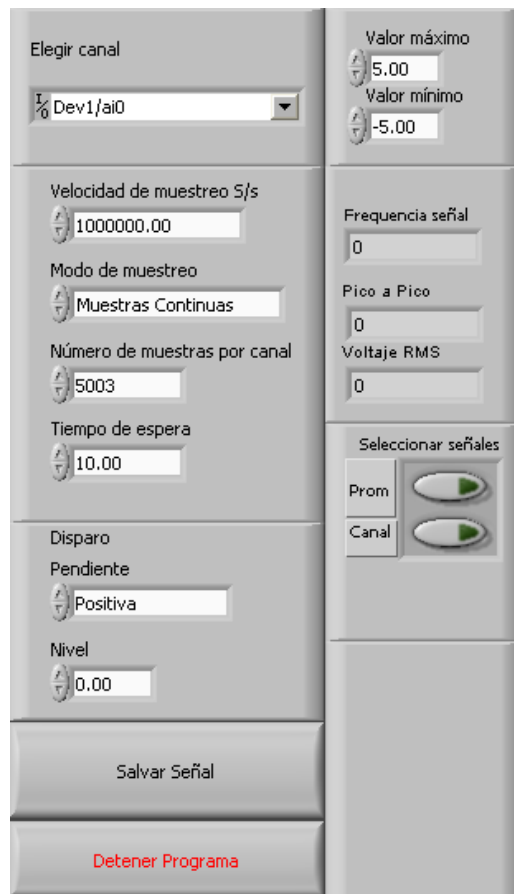 Elegir canal
Dev1/ai0
Velocidad de muestreo S/s
1000000.00
Modo de muestreo
Muestras Continuas
Número de muestras por canal
5003
Tiempo de espera
10.00
Disparo
Pendiente
Positiva
Nivel
0.00
Salvar Señal
Detener Programa
Valor máximo
5.00
Valor mínimo
-5.00
Frequencia señal
0
Pico a Pico
0
Voltaje RMS
0
Seleccionar señales
Prom
Canal